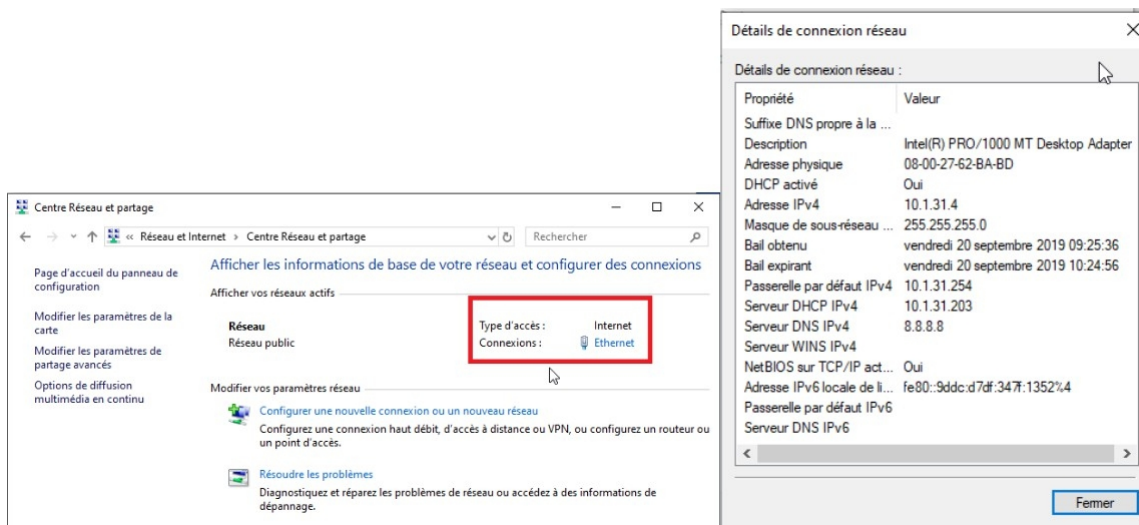 Centre Réseau et partage
« Réseau et Internet > Centre Réseau et partage
Rechercher
Page d'accueil du panneau de
configuration
Modifier les paramètres de la
carte
Modifier les paramètres de
partage avancés
Options de diffusion
multimédia en continu
Afficher les informations de base de votre réseau et configurer des connexions
Afficher vos réseaux actifs
Réseau
Réseau public
Type d'accès : Internet
Connexions : Ethernet
Modifier vos paramètres réseau
Configurer une nouvelle connexion ou un nouveau réseau
Configurez une connexion haut débit, d'accès à distance ou VPN, ou configurez un routeur ou
un point d'accès.
Résoudre les problèmes
Diagnostiquez et réparez les problèmes de réseau ou accédez à des informations de
dépannage.
Détails de connexion réseau
Détails de connexion réseau :
Propriété Valeur
Suffixe DNS propre à la ...
Description Intel(R) PRO/1000 MT Desktop Adapter
Adresse physique 08-00-27-62-BA-BD
DHCP activé Oui
Adresse IPv4 10.1.31.4
Masque de sous-réseau ... 255.255.255.0
Bail obtenu vendredi 20 septembre 2019 09:25:36
Bail expirant vendredi 20 septembre 2019 10:24:56
Passerelle par défaut IPv4 10.1.31.254
Serveur DHCP IPv4 10.1.31.203
Serveur DNS IPv4 8.8.8.8
Serveur WINS IPv4
NetBIOS sur TCP/IP act... Oui
Adresse IPv6 locale de li... fe80::9ddc:d7df:347f:1352%4
Passerelle par défaut IPv6
Serveur DNS IPv6
Fermer